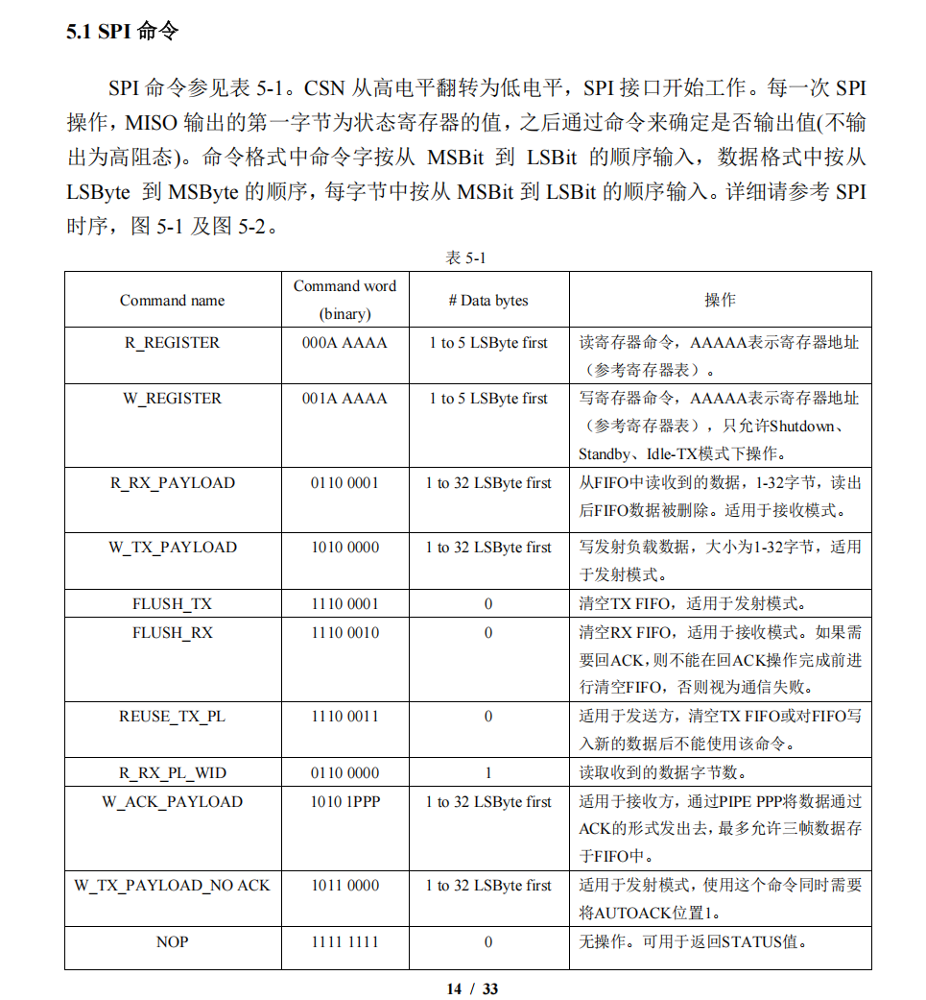 5.1 SPI 命令
SPI 命令参见表 5-1。CSN 从高电平翻转为低电平，SPI 接口开始工作。每一次 SPI
操作，MISO 输出的第一字节为状态寄存器的值，之后通过命令来确定是否输出值(不输
出为高阻态)。命令格式中命令字按从 MSBit 到 LSBit 的顺序输入，数据格式中按从
LSByte 到 MSByte 的顺序，每字节中按从 MSBit 到 LSBit 的顺序输入。详细请参考 SPI
时序，图 5-1 及图 5-2。
表 5-1
Command name
Command word
(binary)
# Data bytes
操作
R_REGISTER
000A AAAA
1 to 5 LSByte first
读寄存器命令，AAAAA表示寄存器地址
（参考寄存器表）。
W_REGISTER
001A AAAA
1 to 5 LSByte first
写寄存器命令，AAAAA表示寄存器地址
（参考寄存器表），只允许Shutdown、
Standby、Idle-TX模式下操作。
R_RX_PAYLOAD
0110 0001
1 to 32 LSByte first
从FIFO中读收到的数据，1-32字节，读出
后FIFO数据被删除。适用于接收模式。
W_TX_PAYLOAD
1010 0000
1 to 32 LSByte first
写发射负载数据，大小为1-32字节，适用
于发射模式。
FLUSH_TX
1110 0001
0
清空TX FIFO，适用于发射模式。
FLUSH_RX
1110 0010
0
清空RX FIFO，适用于接收模式。如果需
要回ACK，则不能在回ACK操作完成前进
行清空FIFO，否则视为通信失败。
REUSE_TX_PL
1110 0011
0
适用于发送方，清空TX FIFO或对FIFO写
入新的数据后不能使用该命令。
R_RX_PL_WID
0110 0000
1
读取收到的数据字节数。
W_ACK_PAYLOAD
1010 1PPP
1 to 32 LSByte first
适用于接收方，通过PIPE PPP将数据通过
ACK的形式发出去，最多允许三帧数据存
于FIFO中。
W_TX_PAYLOAD_NO ACK
1011 0000
1 to 32 LSByte first
适用于发射模式，使用这个命令同时需要
将AUTOACK位置1。
NOP
1111 1111
0
无操作。可用于返回STATUS值。
14 / 33